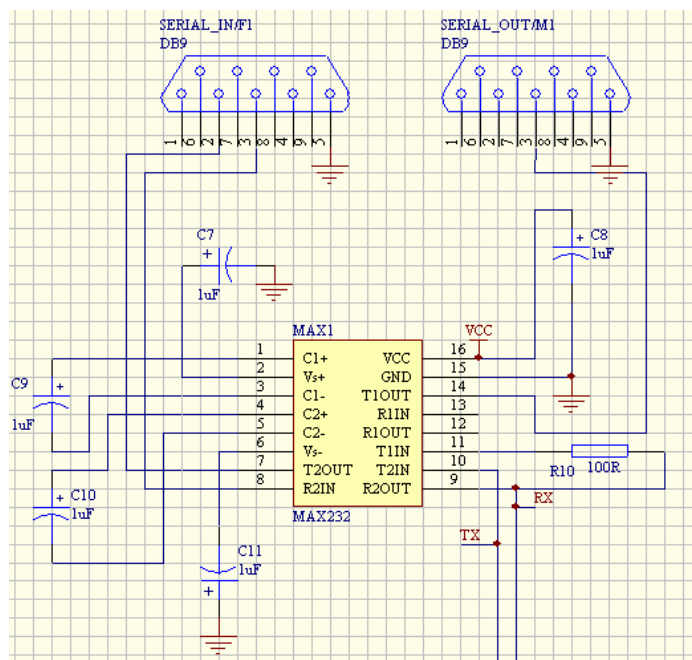 SERIAL_IN/F1
DB9
1 6 2 7 3 8 4 9 5
SERIAL_OUT/M1
DB9
1 6 2 7 3 8 4 9 5
C7
+
1uF
C8
+
1uF
VCC
MAX1
1 C1+
2 Vs+
3 C1-
4 C2+
5 C2-
6 Vs-
7 T2OUT
8 R2IN
VCC 16
GND 15
T1OUT 14
R1IN 13
R1OUT 12
T1IN 11
T2IN 10
R2OUT 9
MAX232
C9
+
1uF
C10
+
1uF
C11
1uF
+
R10 100R
RX
TX